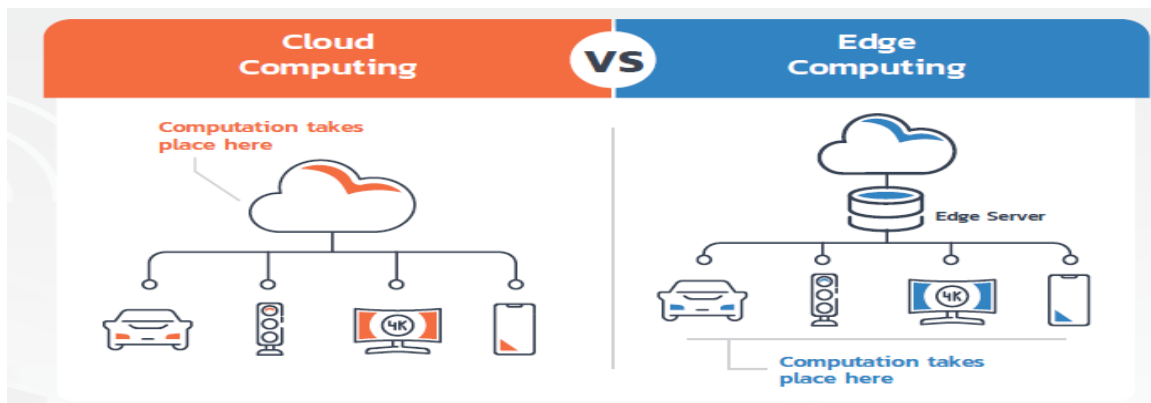 Cloud
Computing
VS
Edge
Computing
Computation takes
place here
4K
Edge Server
4K
Computation takes
place here